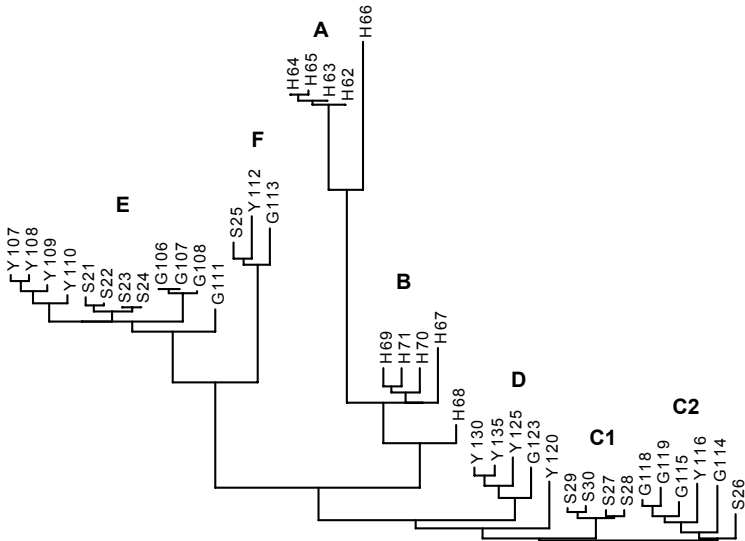 A
H66
H64
H65
H63
H62
F
S25
Y112
G113
E
Y107
Y108
Y109
Y110
S21
S22
S23
S24
G106
G107
G108
G111
B
H69
H71
H70
H67
H68
D
Y130
Y135
Y125
G123
Y120
C1
S29
S30
S27
S28
C2
G118
G119
G115
Y116
G114
S26